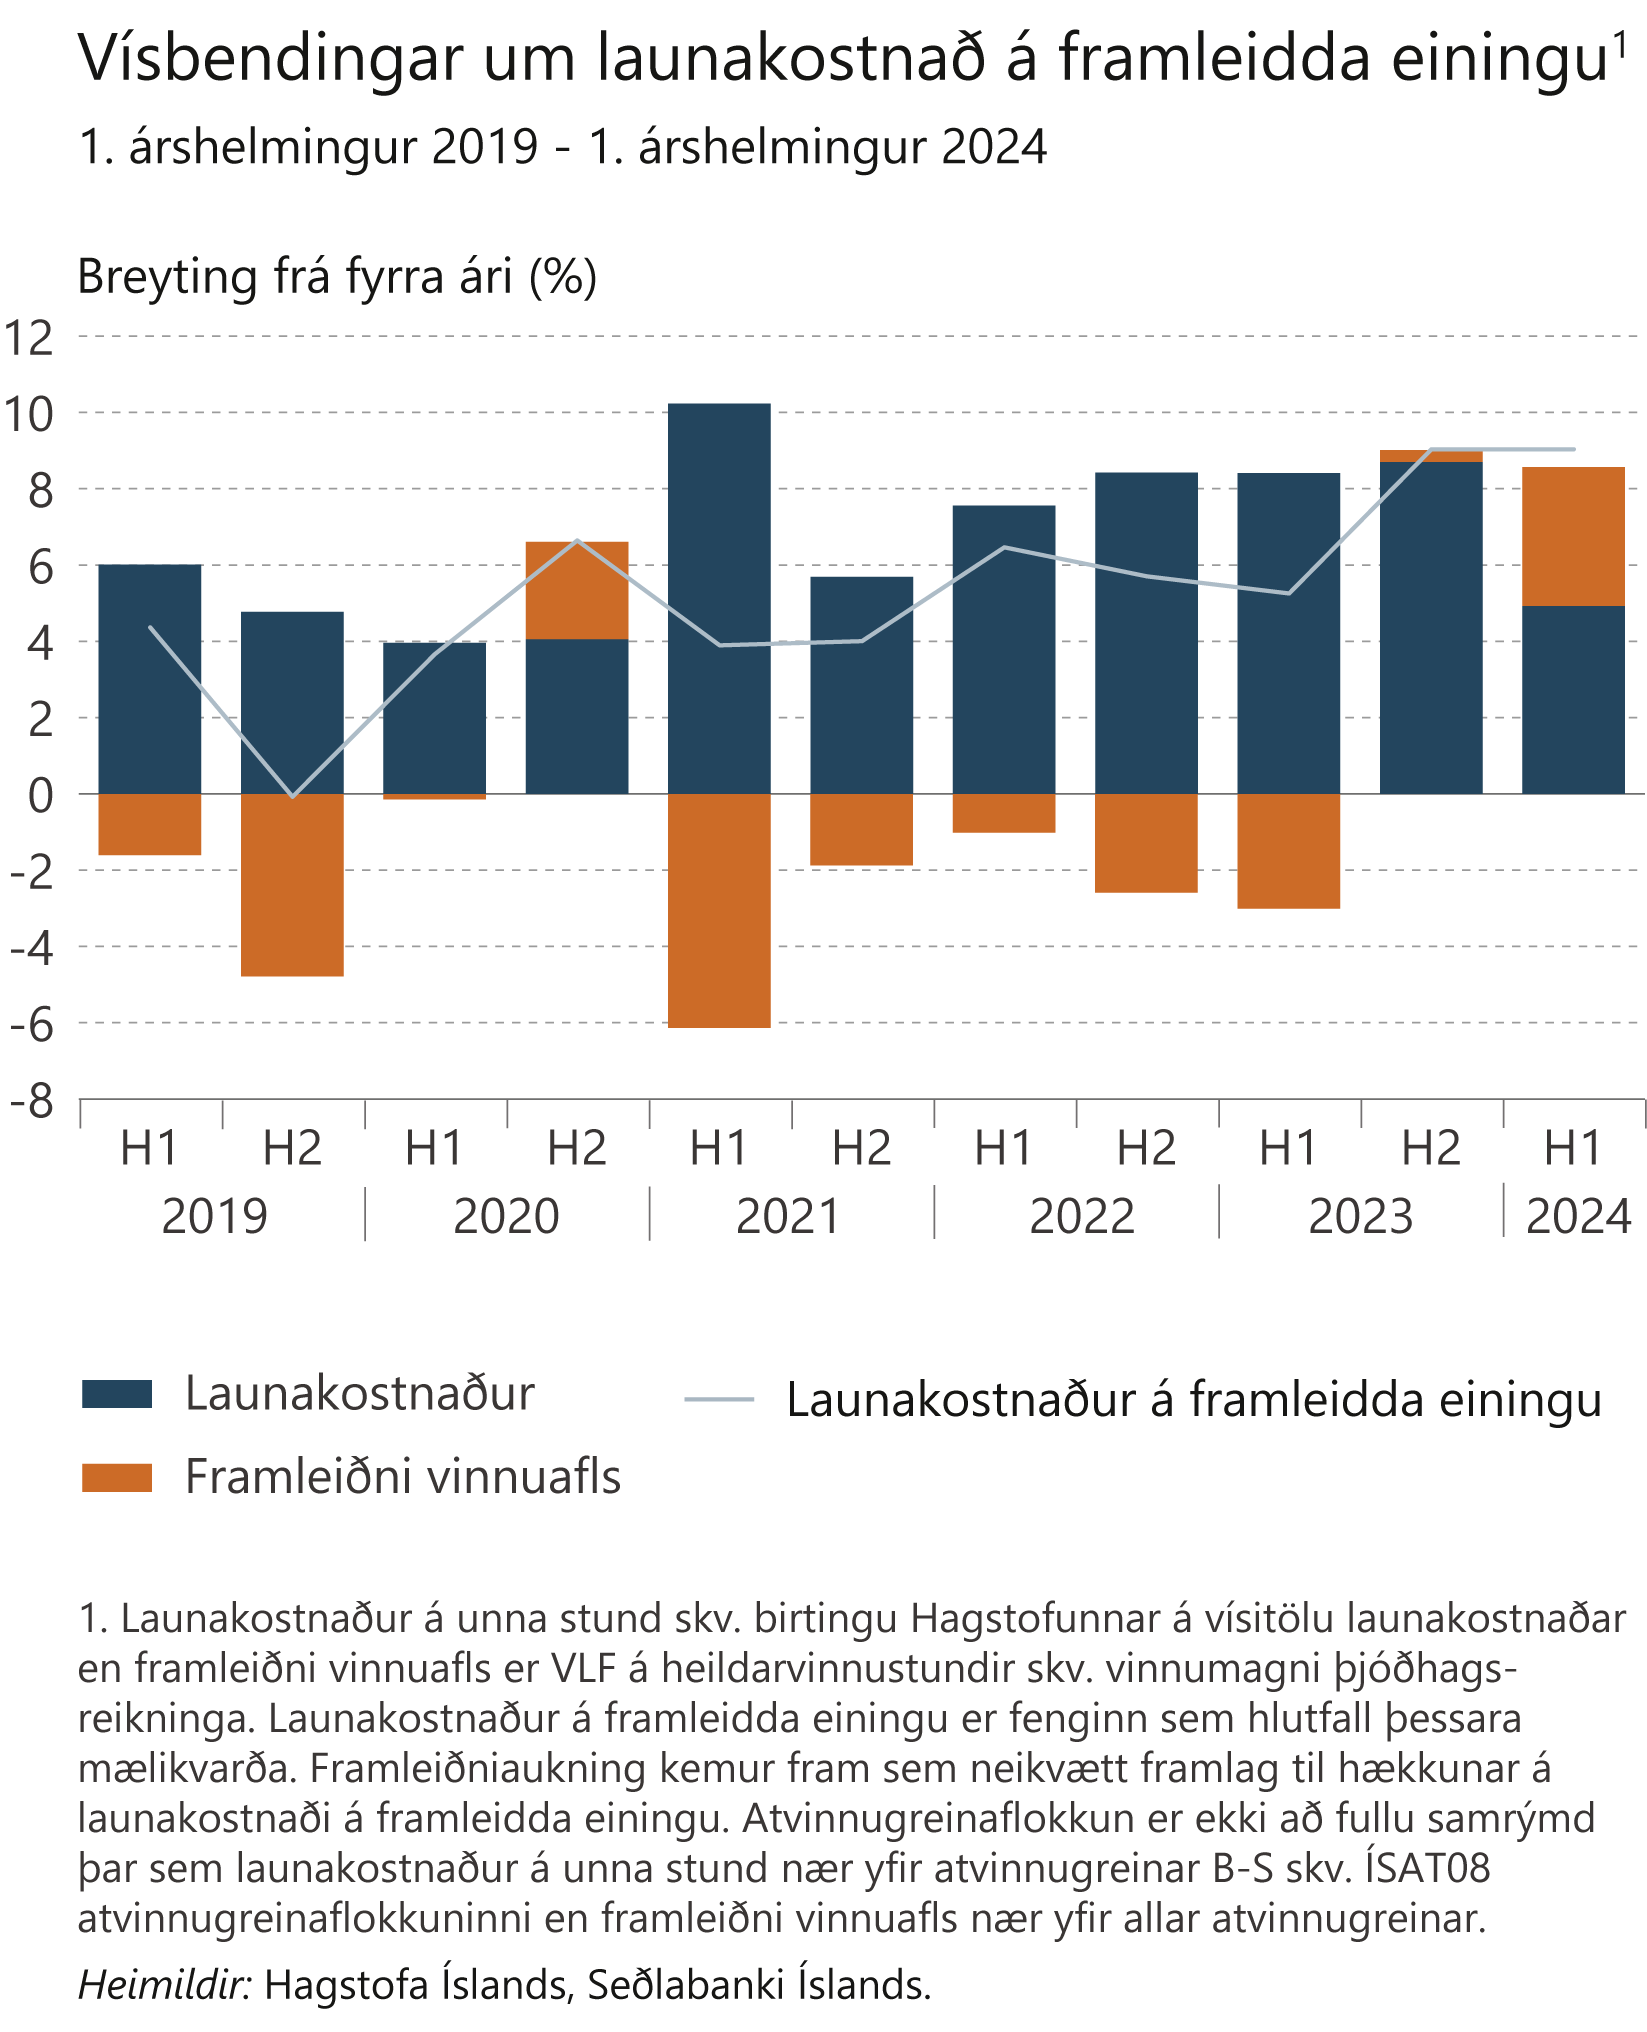 Vísbendingar um launakostnað á framleidda einingu¹
1. árshelmingur 2019 - 1. árshelmingur 2024
Breyting frá fyrra ári (%)
12
10
8
6
4
2
0
-2
-4
-6
-8
H1 H2 H1 H2 H1 H2 H1 H2 H1 H2 H1
2019 2020 2021 2022 2023 2024
Launakostnaður
Launakostnaður á framleidda einingu
Framleiðni vinnuafls
1. Launakostnaður á unna stund skv. birtingu Hagstofunnar á vísitölu launakostnaðar
en framleiðni vinnuafls er VLF á heildarvinnustundir skv. vinnumagni þjóðhags-
reikninga. Launakostnaður á framleidda einingu er fenginn sem hlutfall þessara
mælikvarða. Framleiðniaukning kemur fram sem neikvætt framlag til hækkunar á
launakostnaði á framleidda einingu. Atvinnugreinaflokkun er ekki að fullu samrýmd
þar sem launakostnaður á unna stund nær yfir atvinnugreinar B-S skv. ÍSAT08
atvinnugreinaflokkuninni en framleiðni vinnuafls nær yfir allar atvinnugreinar.
Heimildir: Hagstofa Íslands, Seðlabanki Íslands.